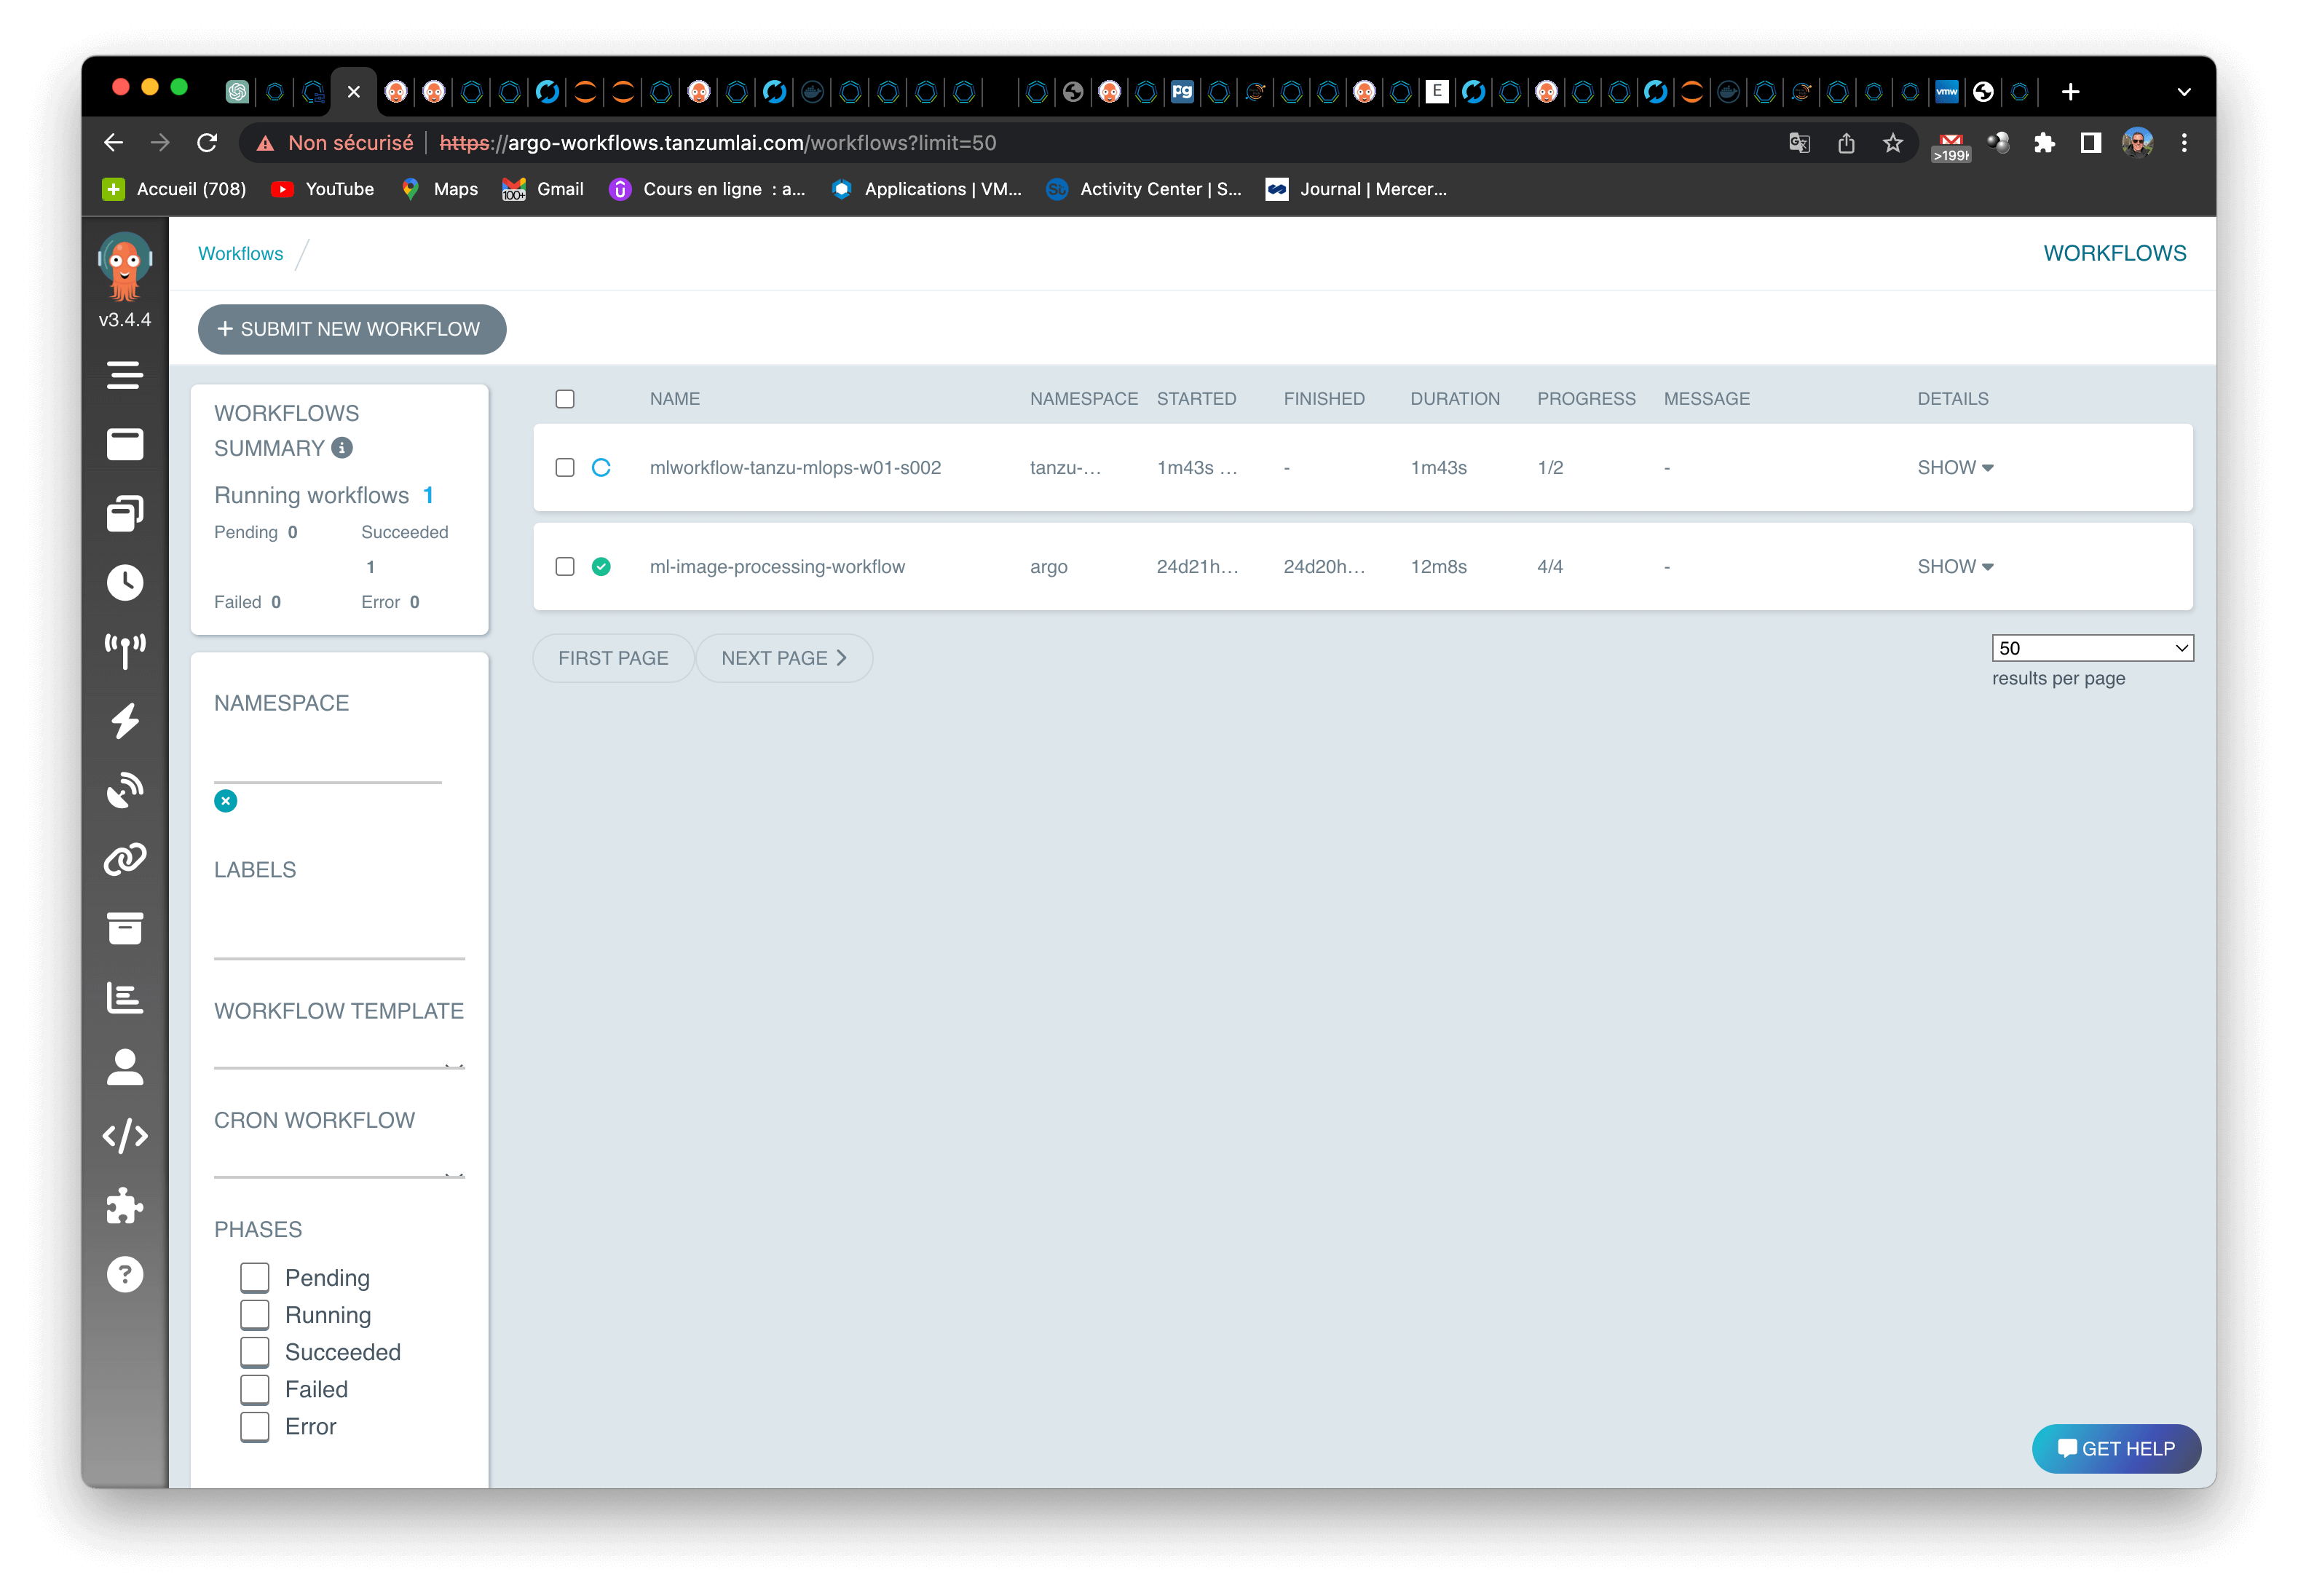 pg
E
vmw
Non sécurisé
https://argo-workflows.tanzumlai.com/workflows?limit=50
Accueil (708)
YouTube
Maps
100+
Gmail
Cours en ligne : a...
Applications | VM...
Activity Center | S...
Journal | Mercer...
v3.4.4
Workflows
WORKFLOWS
+ SUBMIT NEW WORKFLOW
WORKFLOWS
SUMMARY
Running workflows 1
Pending 0
Succeeded
1
Failed 0
Error 0
NAME NAMESPACE STARTED FINISHED DURATION PROGRESS MESSAGE DETAILS
mlworkflow-tanzu-mlops-w01-s002 tanzu-... 1m43s ... - 1m43s 1/2 - SHOW
ml-image-processing-workflow argo 24d21h... 24d20h... 12m8s 4/4 - SHOW
FIRST PAGE
NEXT PAGE
50
results per page
NAMESPACE
LABELS
WORKFLOW TEMPLATE
CRON WORKFLOW
PHASES
Pending
Running
Succeeded
Failed
Error
GET HELP